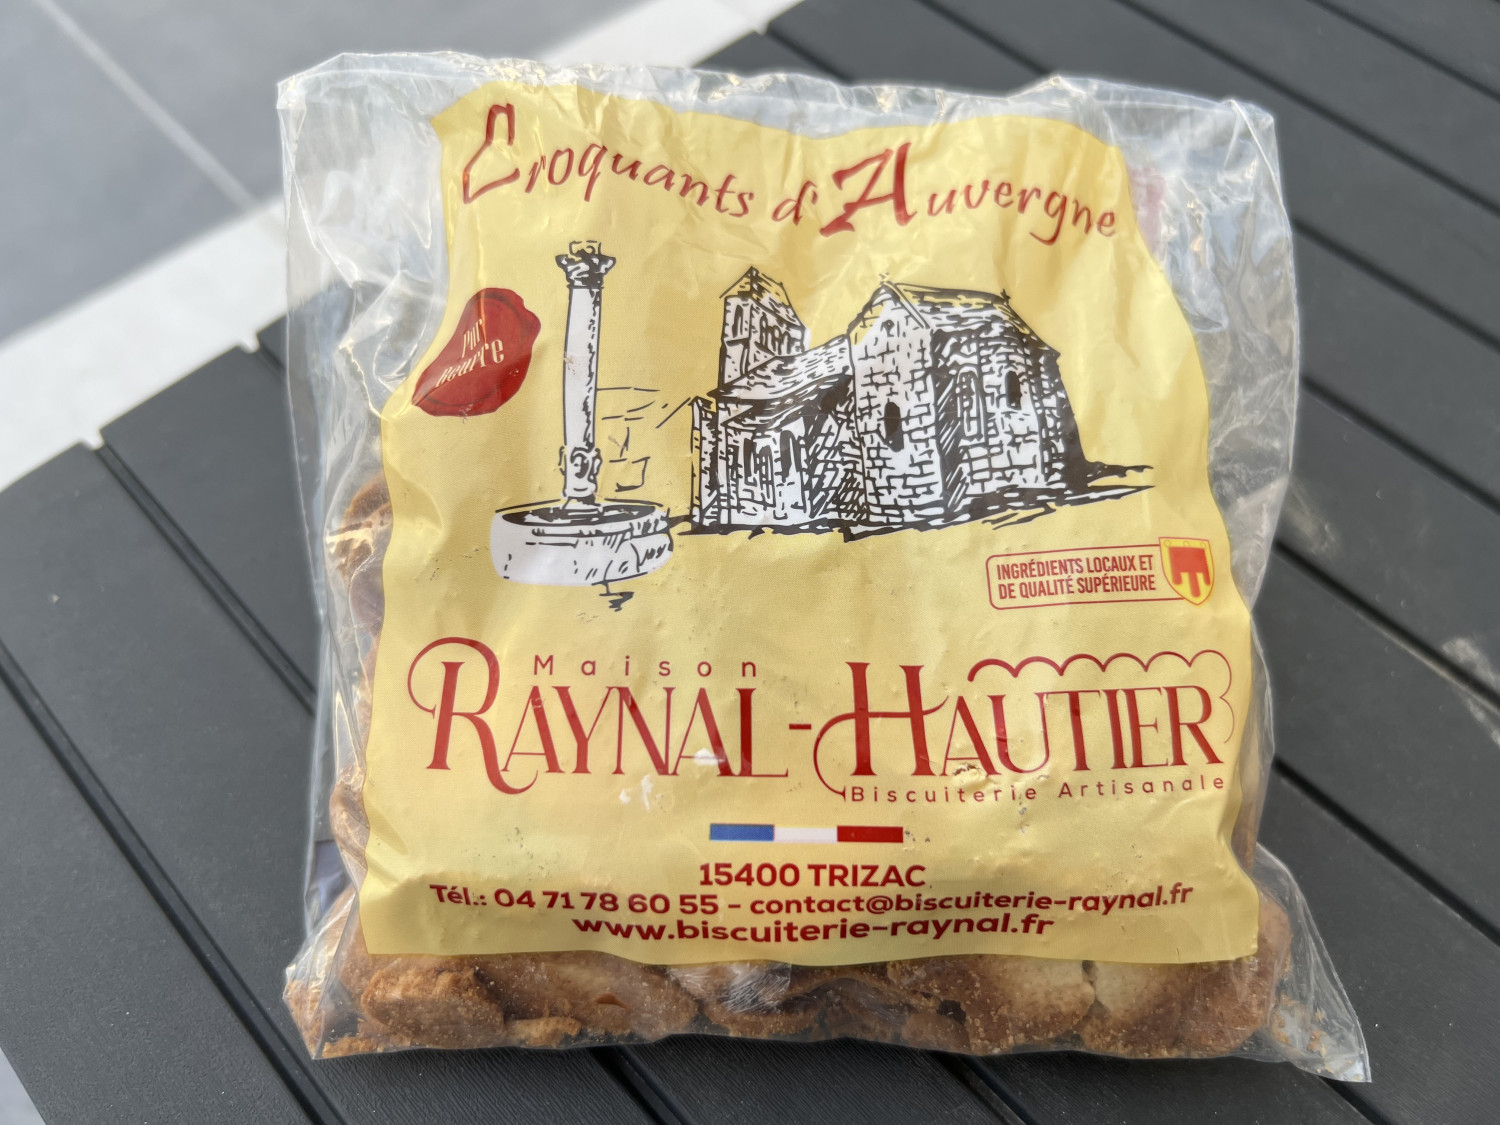 Croquants d'Auvergne
Pur
Beurre
INGRÉDIENTS LOCAUX ET
DE QUALITÉ SUPÉRIEURE
Maison
RAYNAL-HAUTIER
Biscuiterie Artisanale
15400 TRIZAC
Tél.: 04 71 78 60 55 - contact@biscuiterie-raynal.fr
www.biscuiterie-raynal.fr